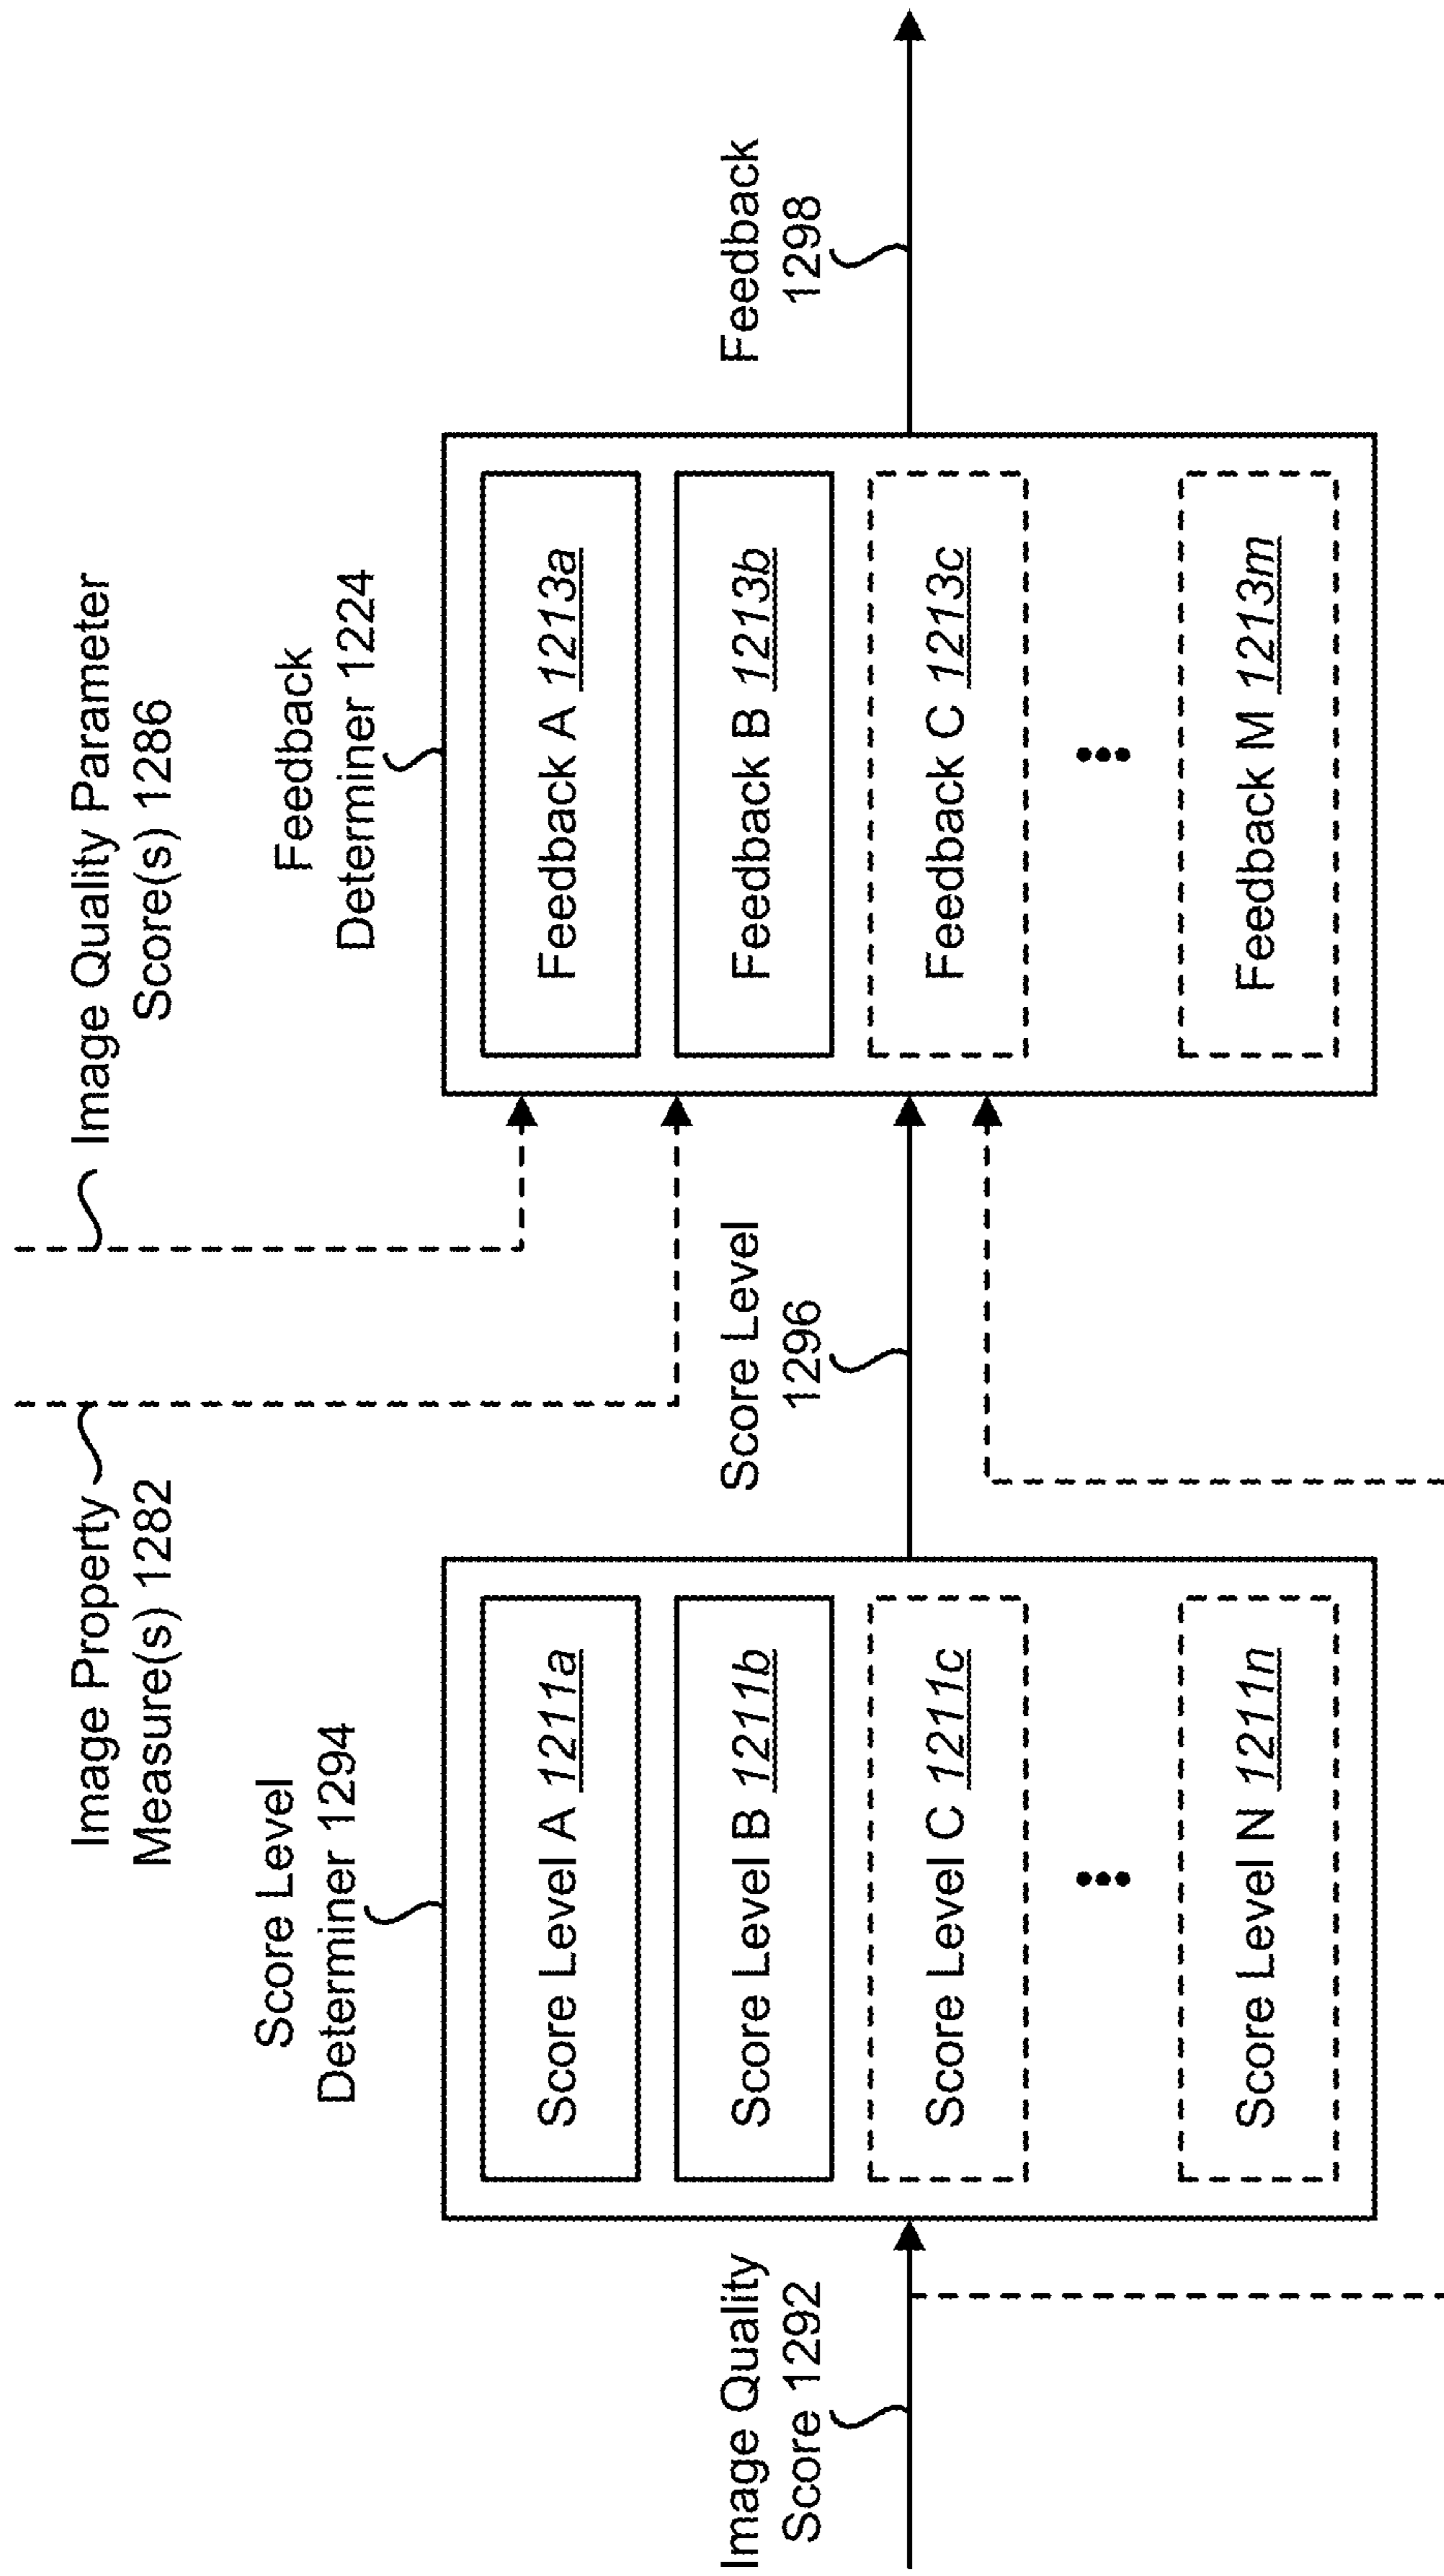 Image Property
Measure(s) 1282
Image Quality Parameter
Score(s) 1286
Score Level
Determiner 1294
Feedback
Determiner 1224
Score Level A 1211a
Score Level B 1211b
Score Level C 1211c
•••
Score Level N 1211n
Feedback A 1213a
Feedback B 1213b
Feedback C 1213c
•••
Feedback M 1213m
Image Quality
Score 1292
Score Level
1296
Feedback
1298